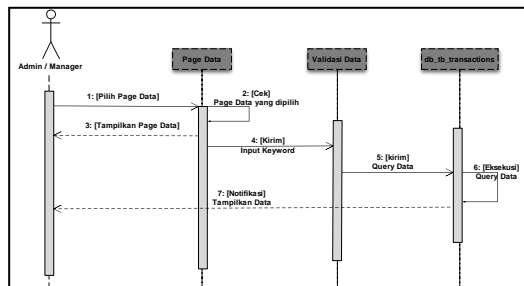 Admin / Manager
Page Data
Validasi Data
db_tb_transactions
1: [Pilih Page Data]
2: [Cek]
Page Data yang dipilih
3: [Tampilkan Page Data]
4: [Kirim]
Input Keyword
5: [kirim]
Query Data
6: [Eksekusi]
Query Data
7: [Notifikasi]
Tampilkan Data